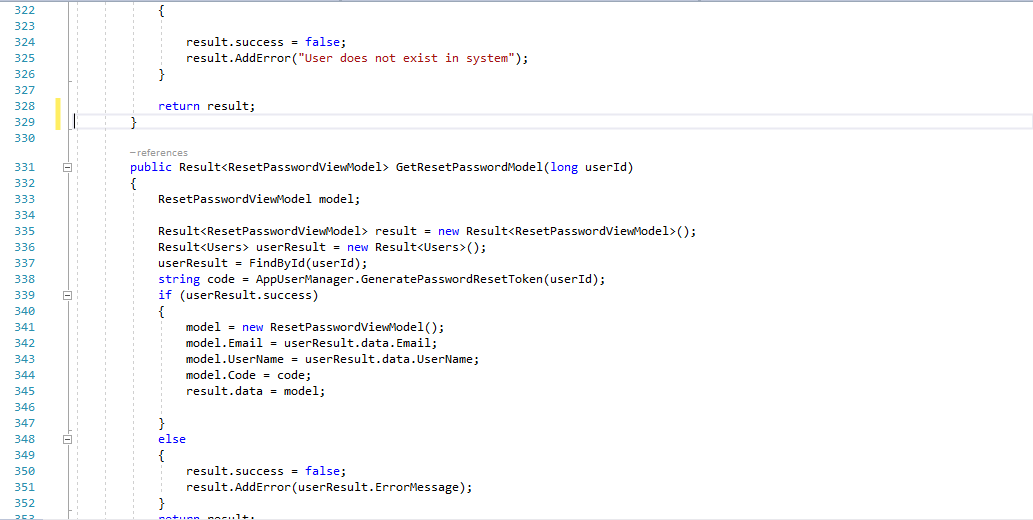 322 {
323
324 result.success = false;
325 result.AddError("User does not exist in system");
326 }
327
328 return result;
329 }
330
–references
331 public Result<ResetPasswordViewModel> GetResetPasswordModel(long userId)
332 {
333 ResetPasswordViewModel model;
334
335 Result<ResetPasswordViewModel> result = new Result<ResetPasswordViewModel>();
336 Result<Users> userResult = new Result<Users>();
337 userResult = FindById(userId);
338 string code = AppUserManager.GeneratePasswordResetToken(userId);
339 if (userResult.success)
340 {
341 model = new ResetPasswordViewModel();
342 model.Email = userResult.data.Email;
343 model.UserName = userResult.data.UserName;
344 model.Code = code;
345 result.data = model;
346
347 }
348 else
349 {
350 result.success = false;
351 result.AddError(userResult.ErrorMessage);
352 }
353 return result;